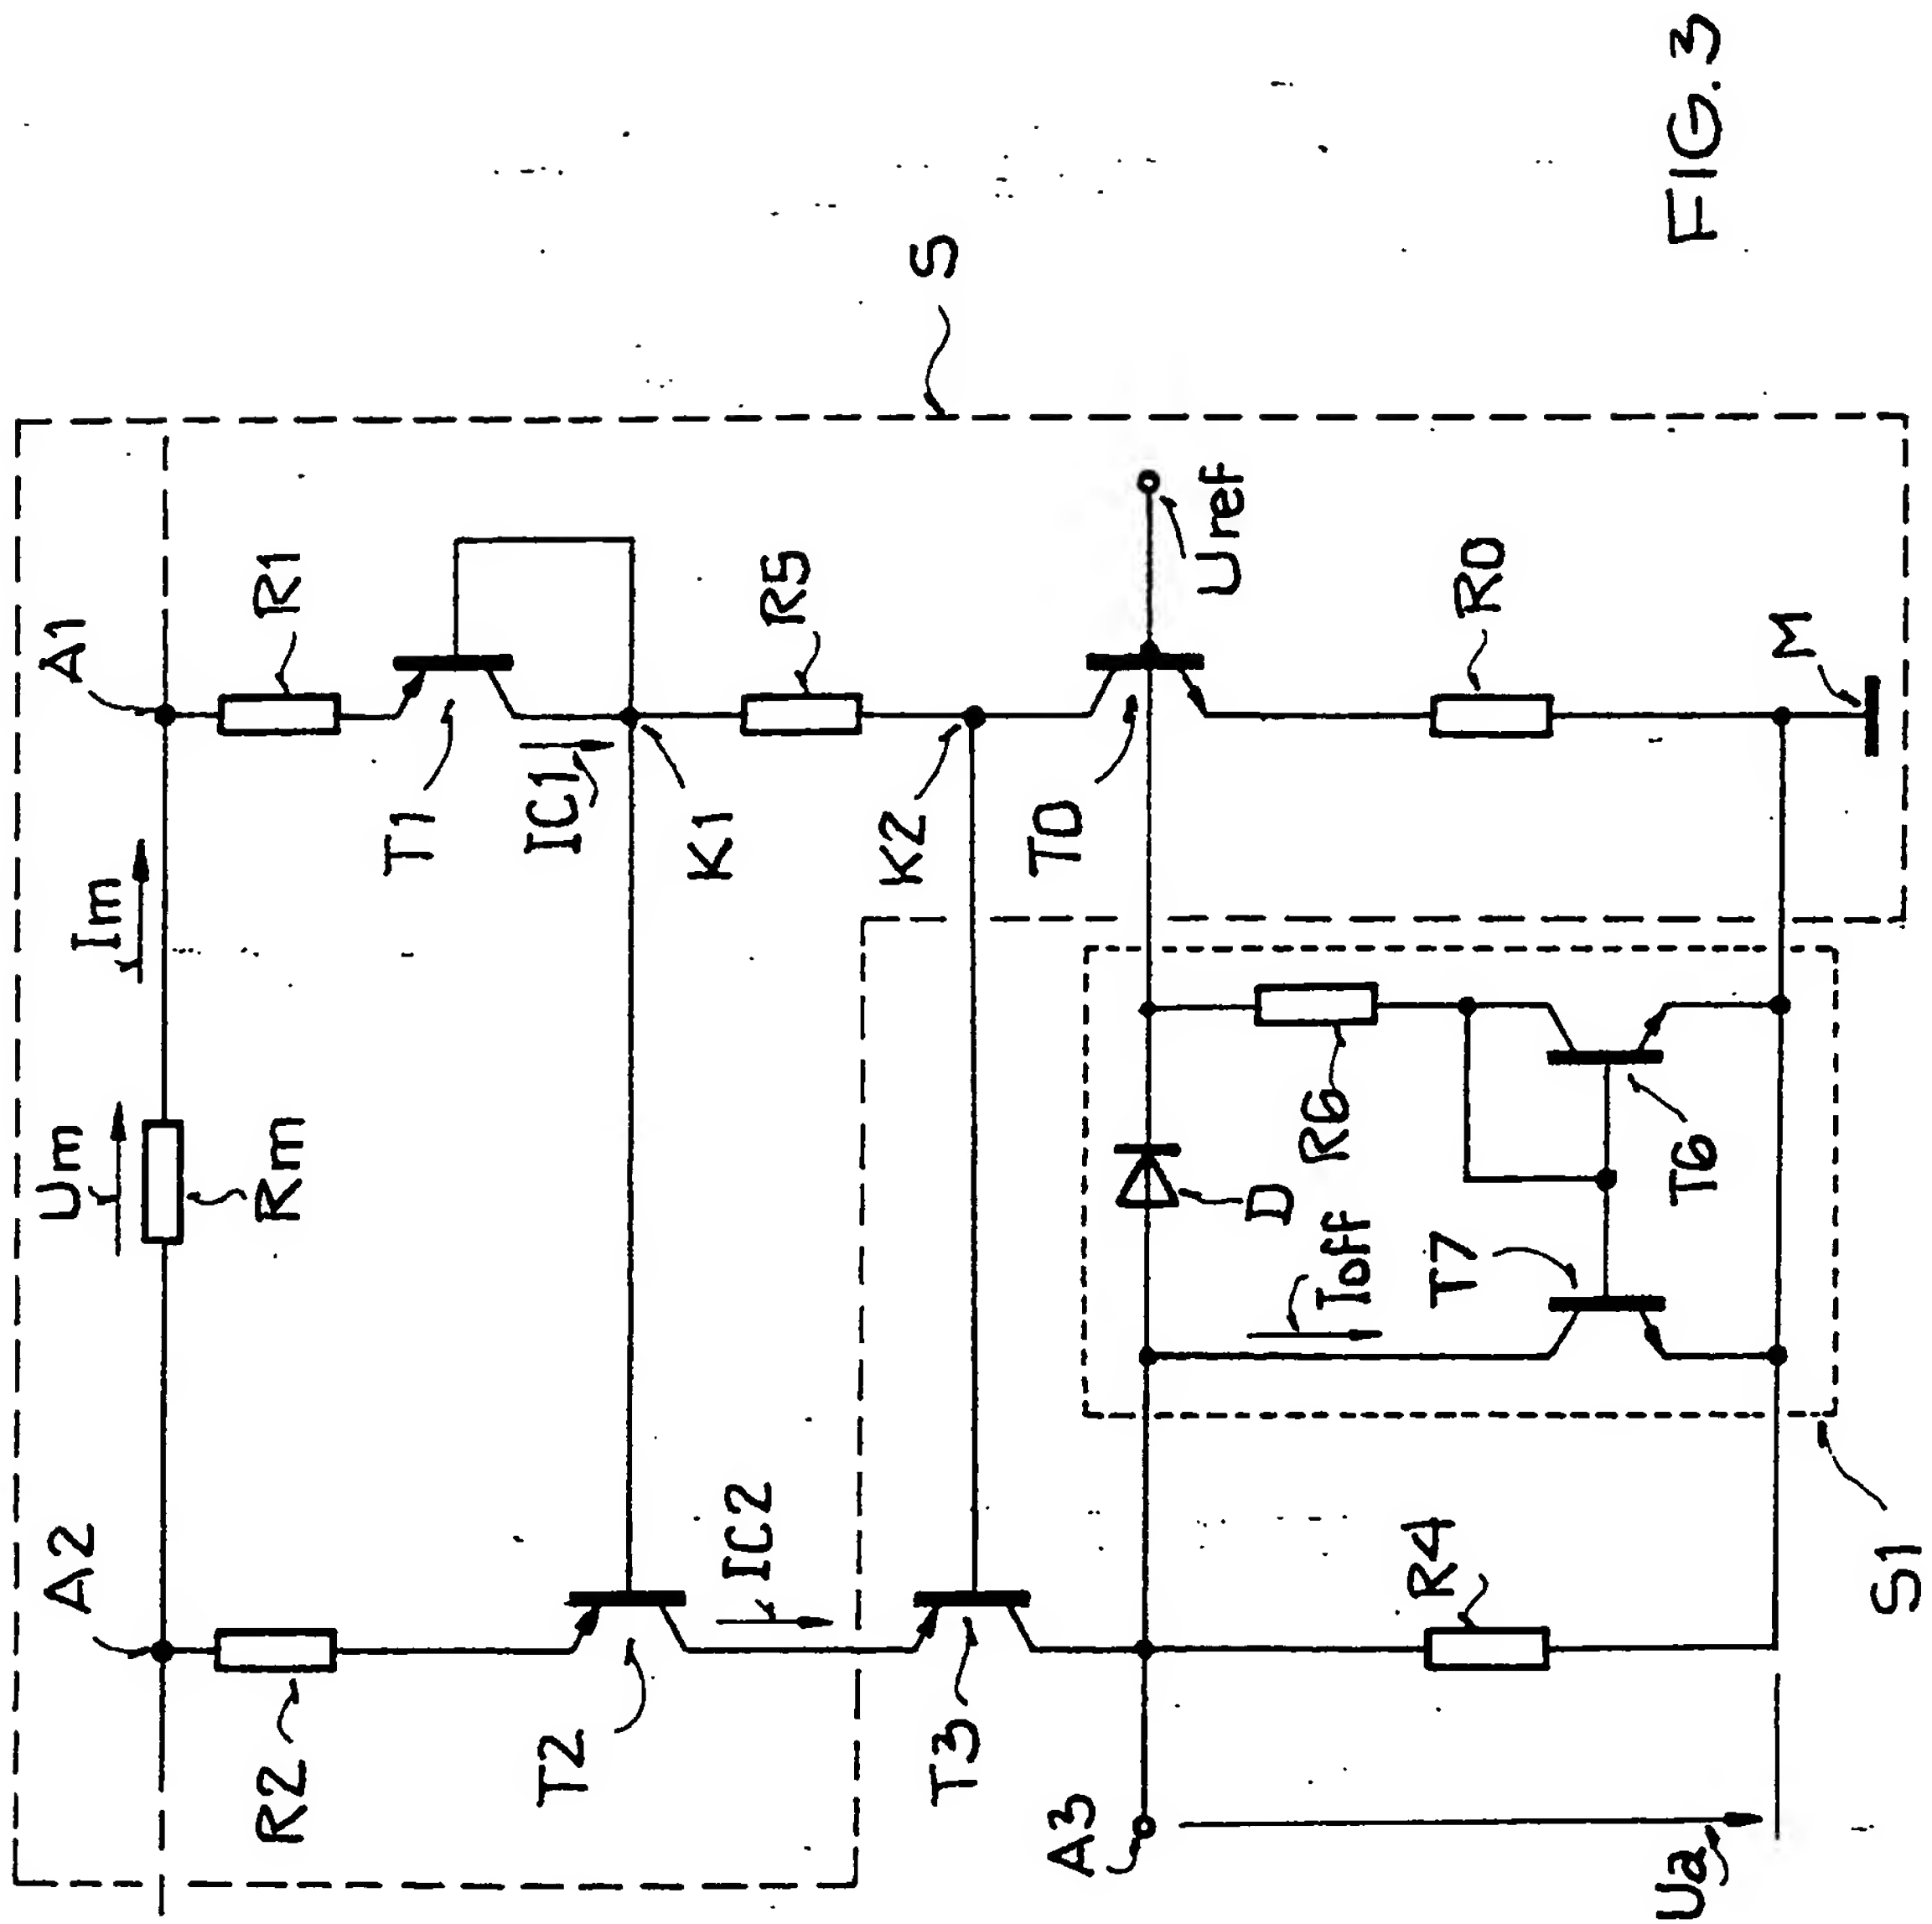 A2
Um
Im
A1
R2
Rm
R1
T2
IC2
T1
IC1
K1
R5
T3
K2
T0
S
A3
D
Uref
Ioff
R6
R4
T7
R0
T6
Ua
M
S1
FIG.3